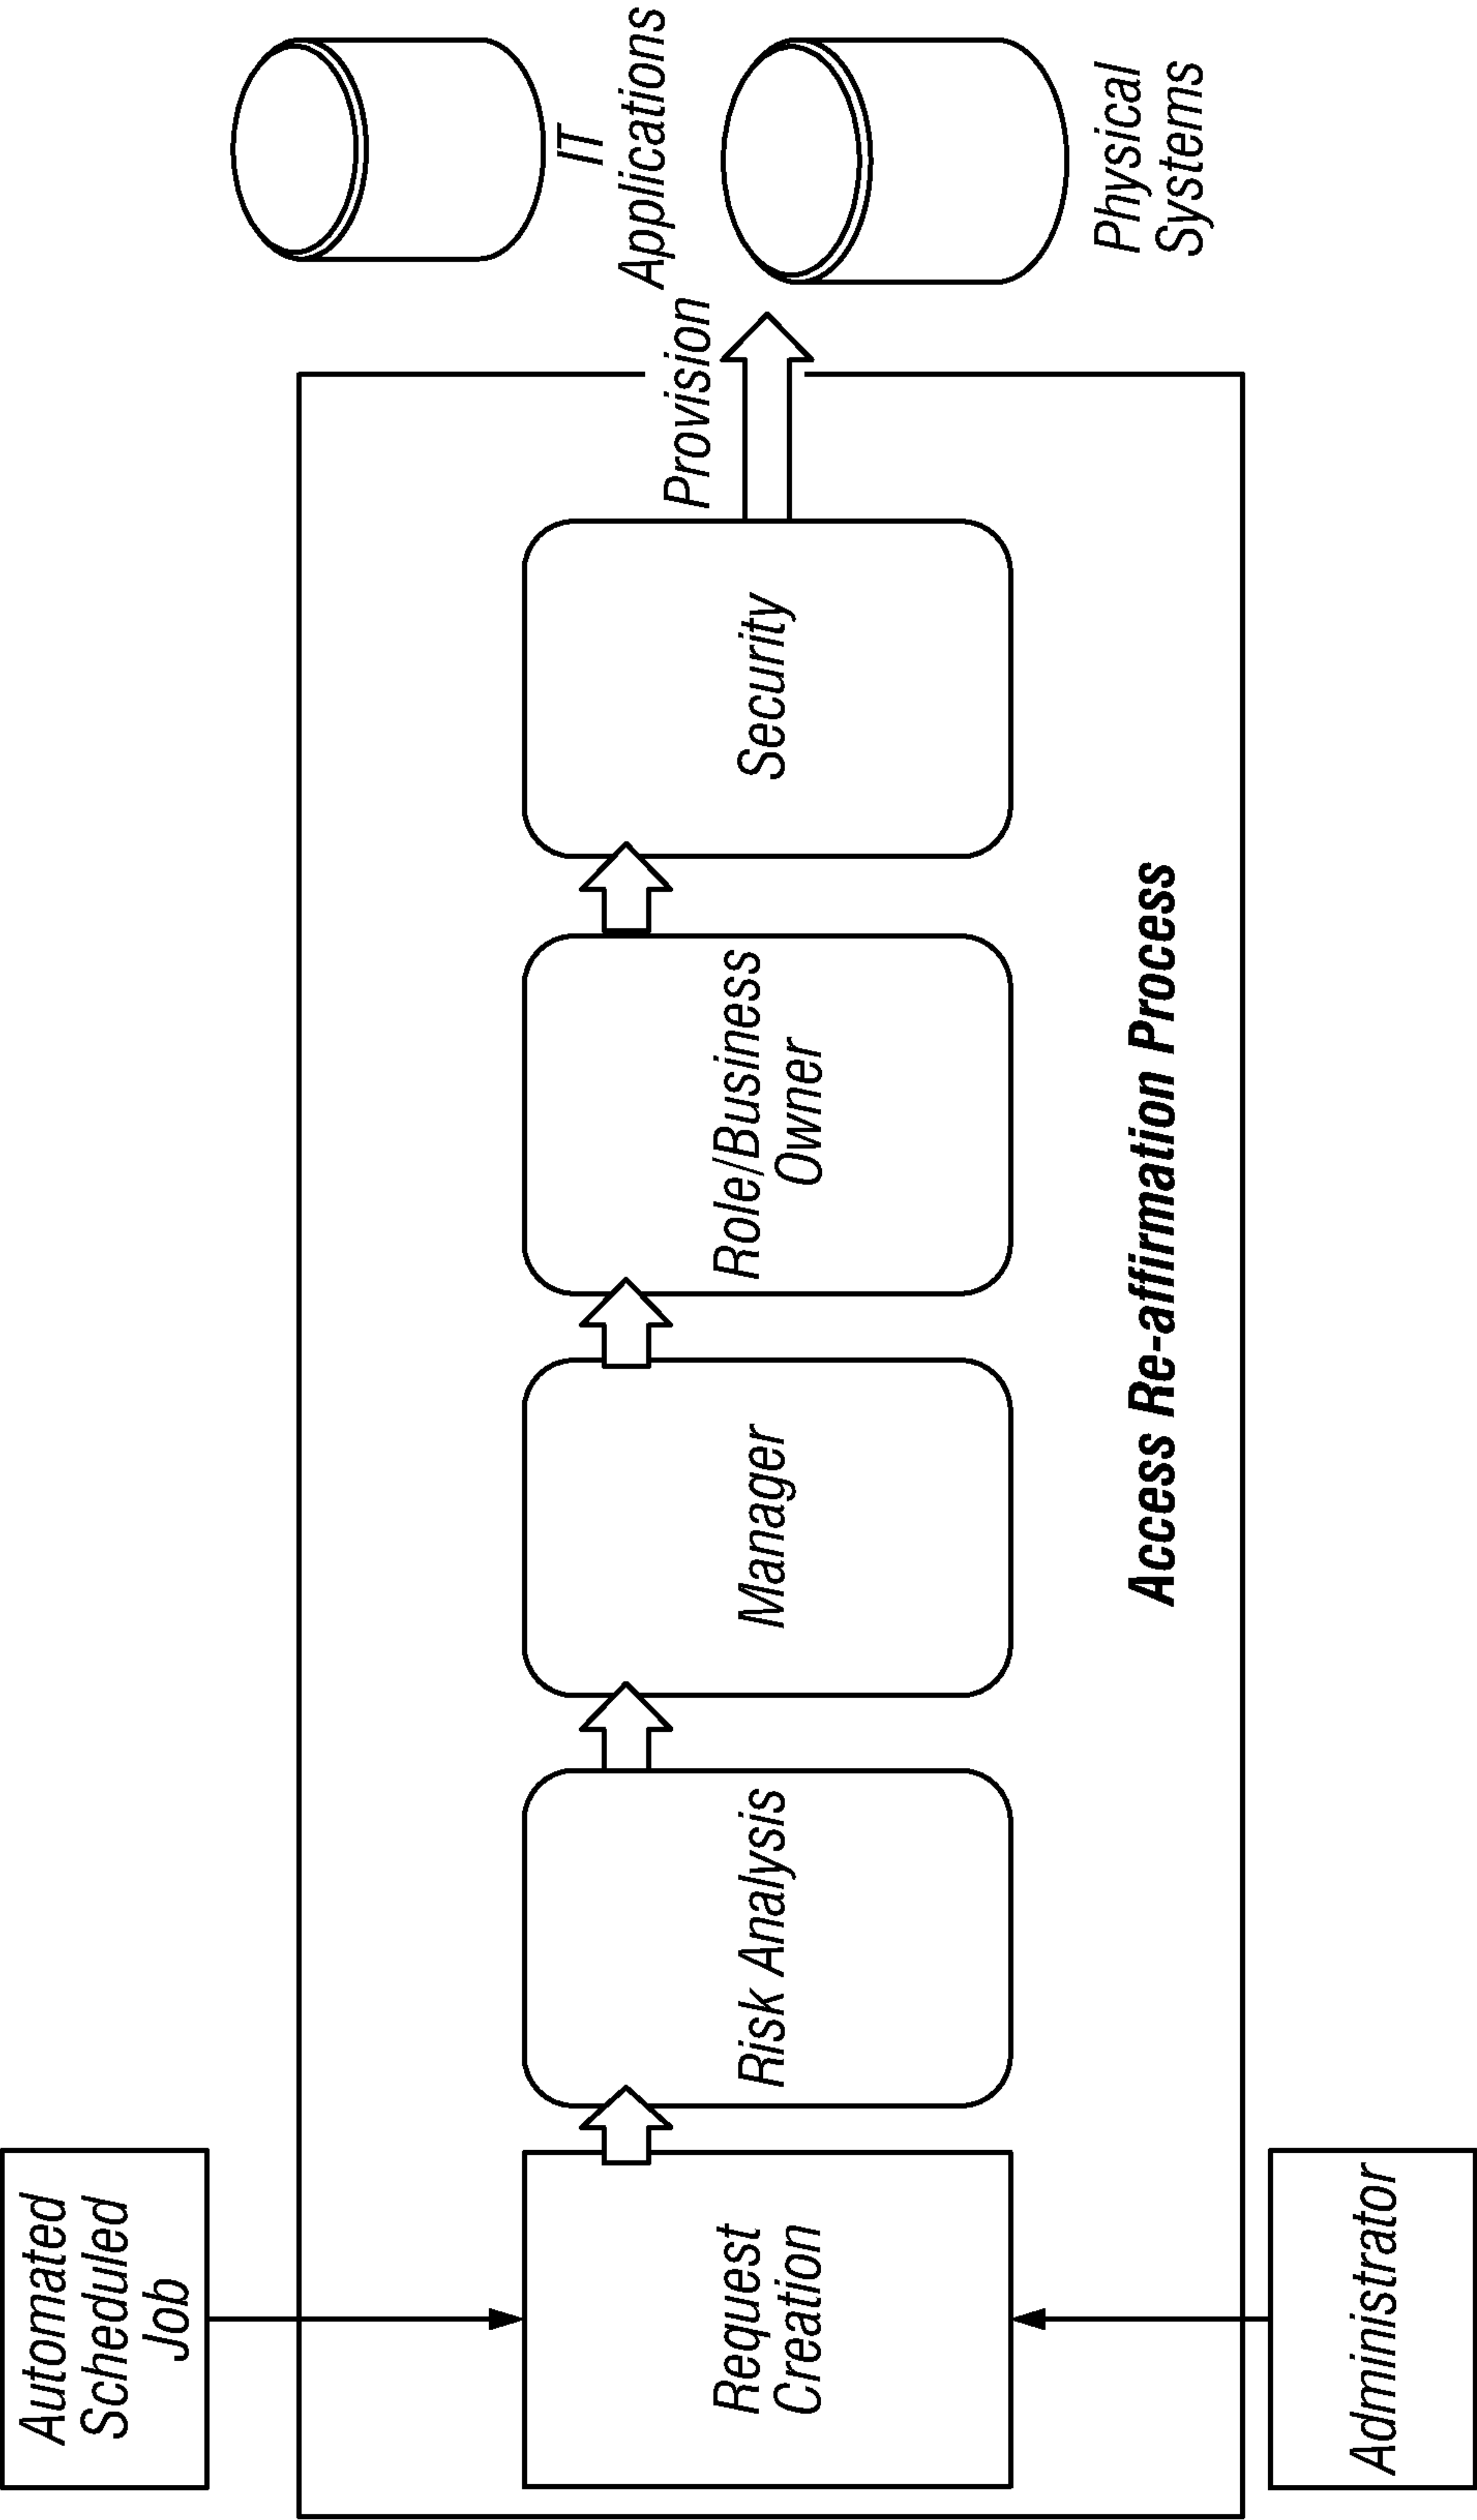 Automated
Scheduled
Job
Request
Creation
Risk Analysis
Manager
Role/Business
Owner
Security
Provision
IT
Applications
Physical
Systems
Access Re-affirmation Process
Administrator